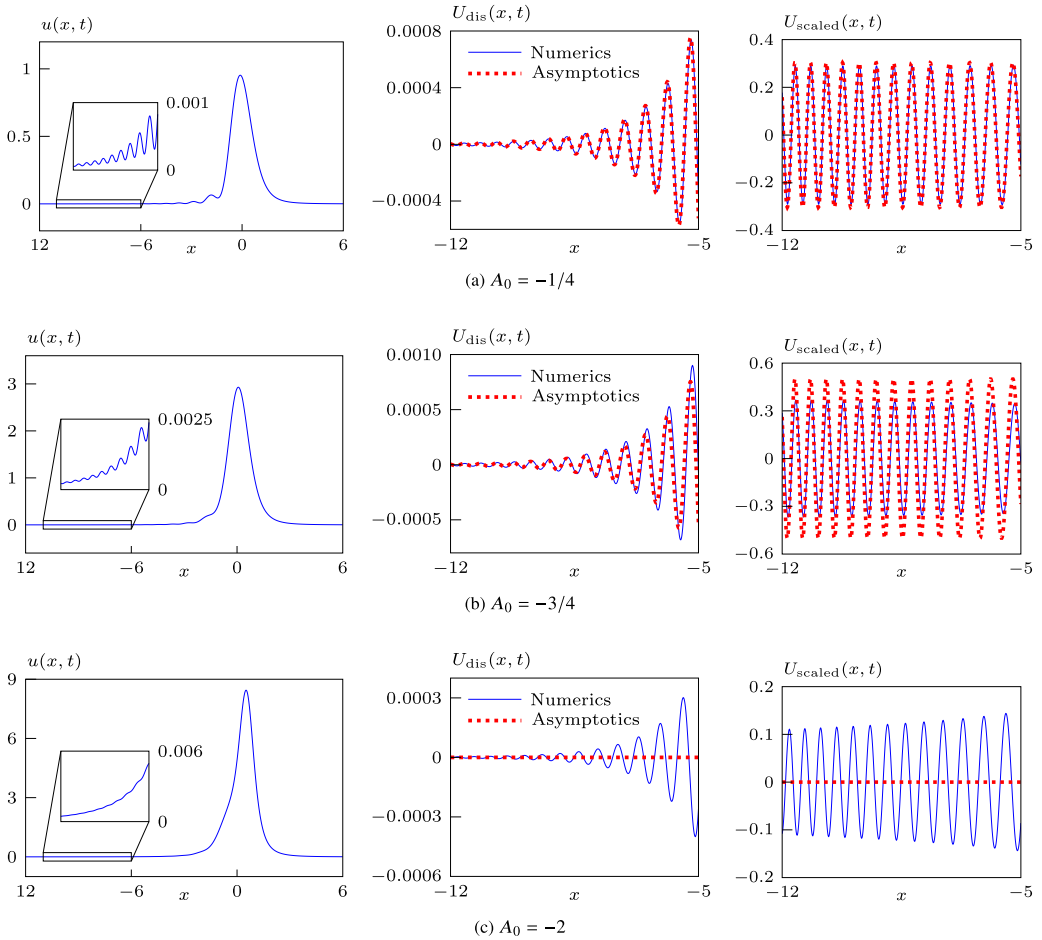 u(x, t)
1
0.5
0
0.001
0
12
−6
0
6
x
U_dis(x, t)
0.0008
0.0004
0
−0.0004
Numerics
Asymptotics
−12
−5
x
U_scaled(x, t)
0.4
0.2
0
−0.2
−0.4
−12
−5
x
(a) A_0 = −1/4
u(x, t)
3
2
1
0
0.0025
0
12
−6
0
6
x
U_dis(x, t)
0.0010
0.0005
0
−0.0005
Numerics
Asymptotics
−12
−5
x
U_scaled(x, t)
0.6
0.3
0
−0.3
−0.6
−12
−5
x
(b) A_0 = −3/4
u(x, t)
9
6
3
0
0.006
0
12
−6
0
6
x
U_dis(x, t)
0.0003
0
−0.0003
−0.0006
Numerics
Asymptotics
−12
−5
x
U_scaled(x, t)
0.2
0.1
0
−0.1
−0.2
−12
−5
x
(c) A_0 = −2